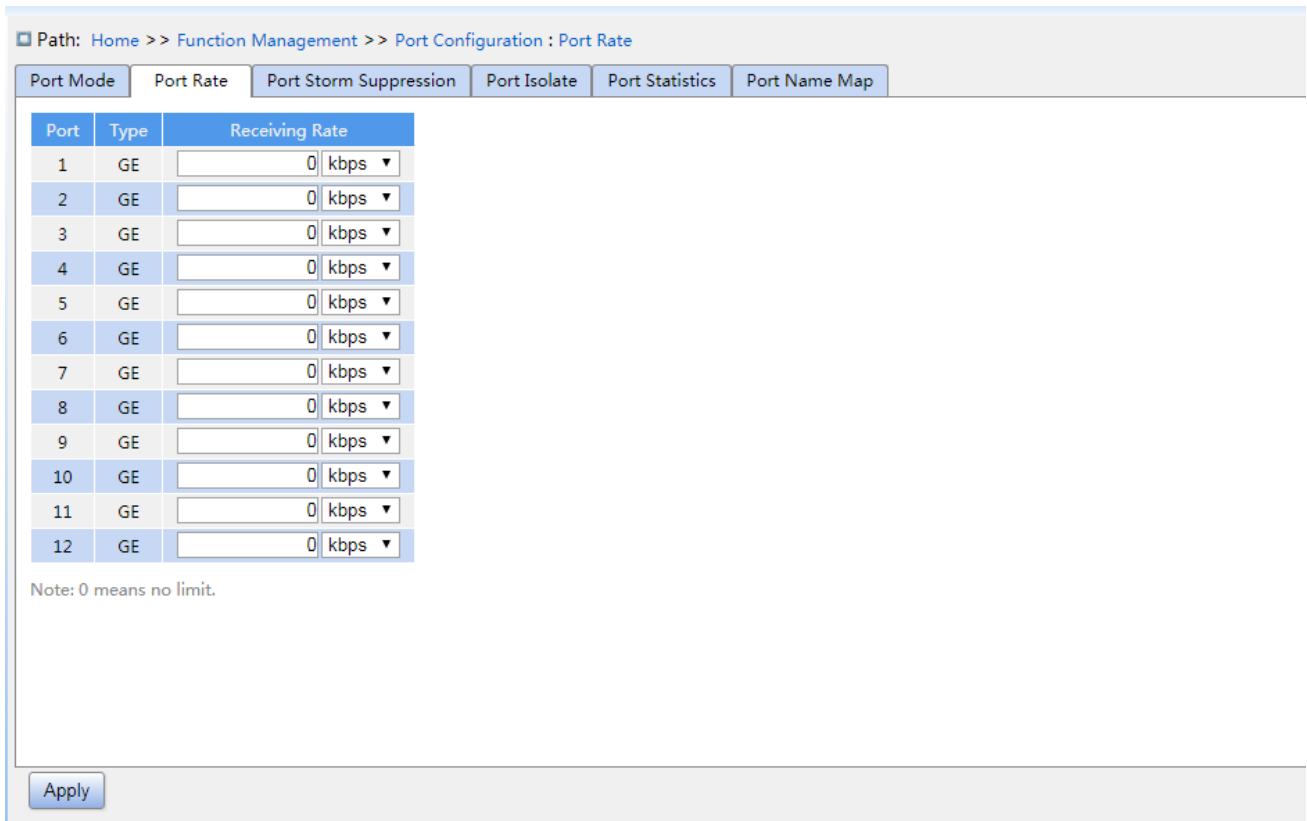 Path: Home >> Function Management >> Port Configuration : Port Rate
Port Mode Port Rate Port Storm Suppression Port Isolate Port Statistics Port Name Map
Port Type Receiving Rate
1 GE 0 kbps
2 GE 0 kbps
3 GE 0 kbps
4 GE 0 kbps
5 GE 0 kbps
6 GE 0 kbps
7 GE 0 kbps
8 GE 0 kbps
9 GE 0 kbps
10 GE 0 kbps
11 GE 0 kbps
12 GE 0 kbps
Note: 0 means no limit.
Apply